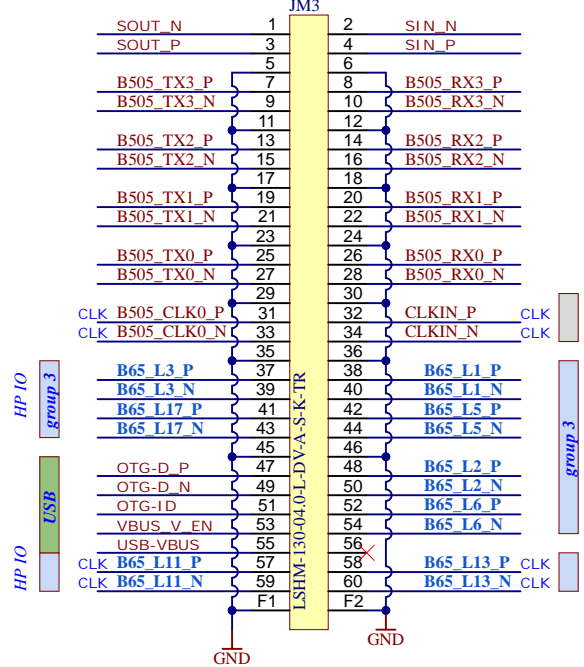 JM3
SOUT_N 1 2 SIN_N
SOUT_P 3 4 SIN_P
5 6
B505_TX3_P 7 8 B505_RX3_P
B505_TX3_N 9 10 B505_RX3_N
11 12
B505_TX2_P 13 14 B505_RX2_P
B505_TX2_N 15 16 B505_RX2_N
17 18
B505_TX1_P 19 20 B505_RX1_P
B505_TX1_N 21 22 B505_RX1_N
23 24
B505_TX0_P 25 26 B505_RX0_P
B505_TX0_N 27 28 B505_RX0_N
29 30
CLK B505_CLK0_P 31 32 CLKIN_P CLK
CLK B505_CLK0_N 33 34 CLKIN_N CLK
35 36
B65_L3_P 37 38 B65_L1_P
B65_L3_N 39 40 B65_L1_N
B65_L17_P 41 42 B65_L5_P
B65_L17_N 43 44 B65_L5_N
45 46
OTG-D_P 47 48 B65_L2_P
OTG-D_N 49 50 B65_L2_N
OTG-ID 51 52 B65_L6_P
VBUS_V_EN 53 54 B65_L6_N
USB-VBUS 55 56
CLK B65_L11_P 57 58 B65_L13_P CLK
CLK B65_L11_N 59 60 B65_L13_N CLK
F1 F2
GND GND
HP IO
group 3
USB
HP IO
LSHM-130-04.0-L-DV-A-S-K-TR
group 3